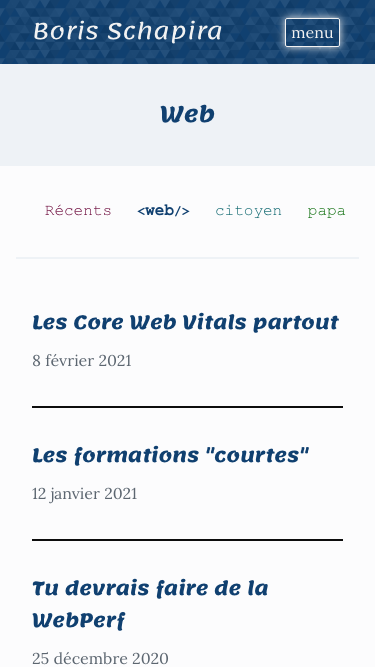 Boris Schapira
menu
Web
Récents <web/> citoyen papa
Les Core Web Vitals partout
8 février 2021
Les formations "courtes"
12 janvier 2021
Tu devrais faire de la
WebPerf
25 décembre 2020